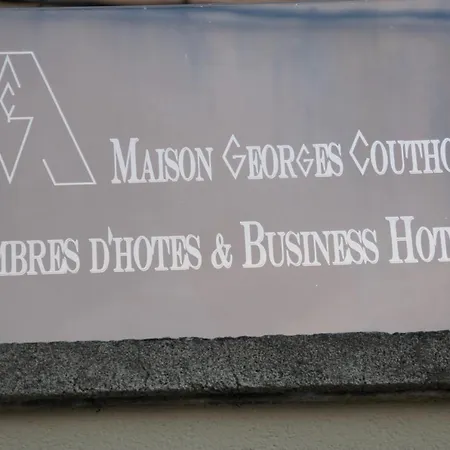 MAISON GEORGES COUTHO
MBRES D'HOTES & BUSINESS HOT